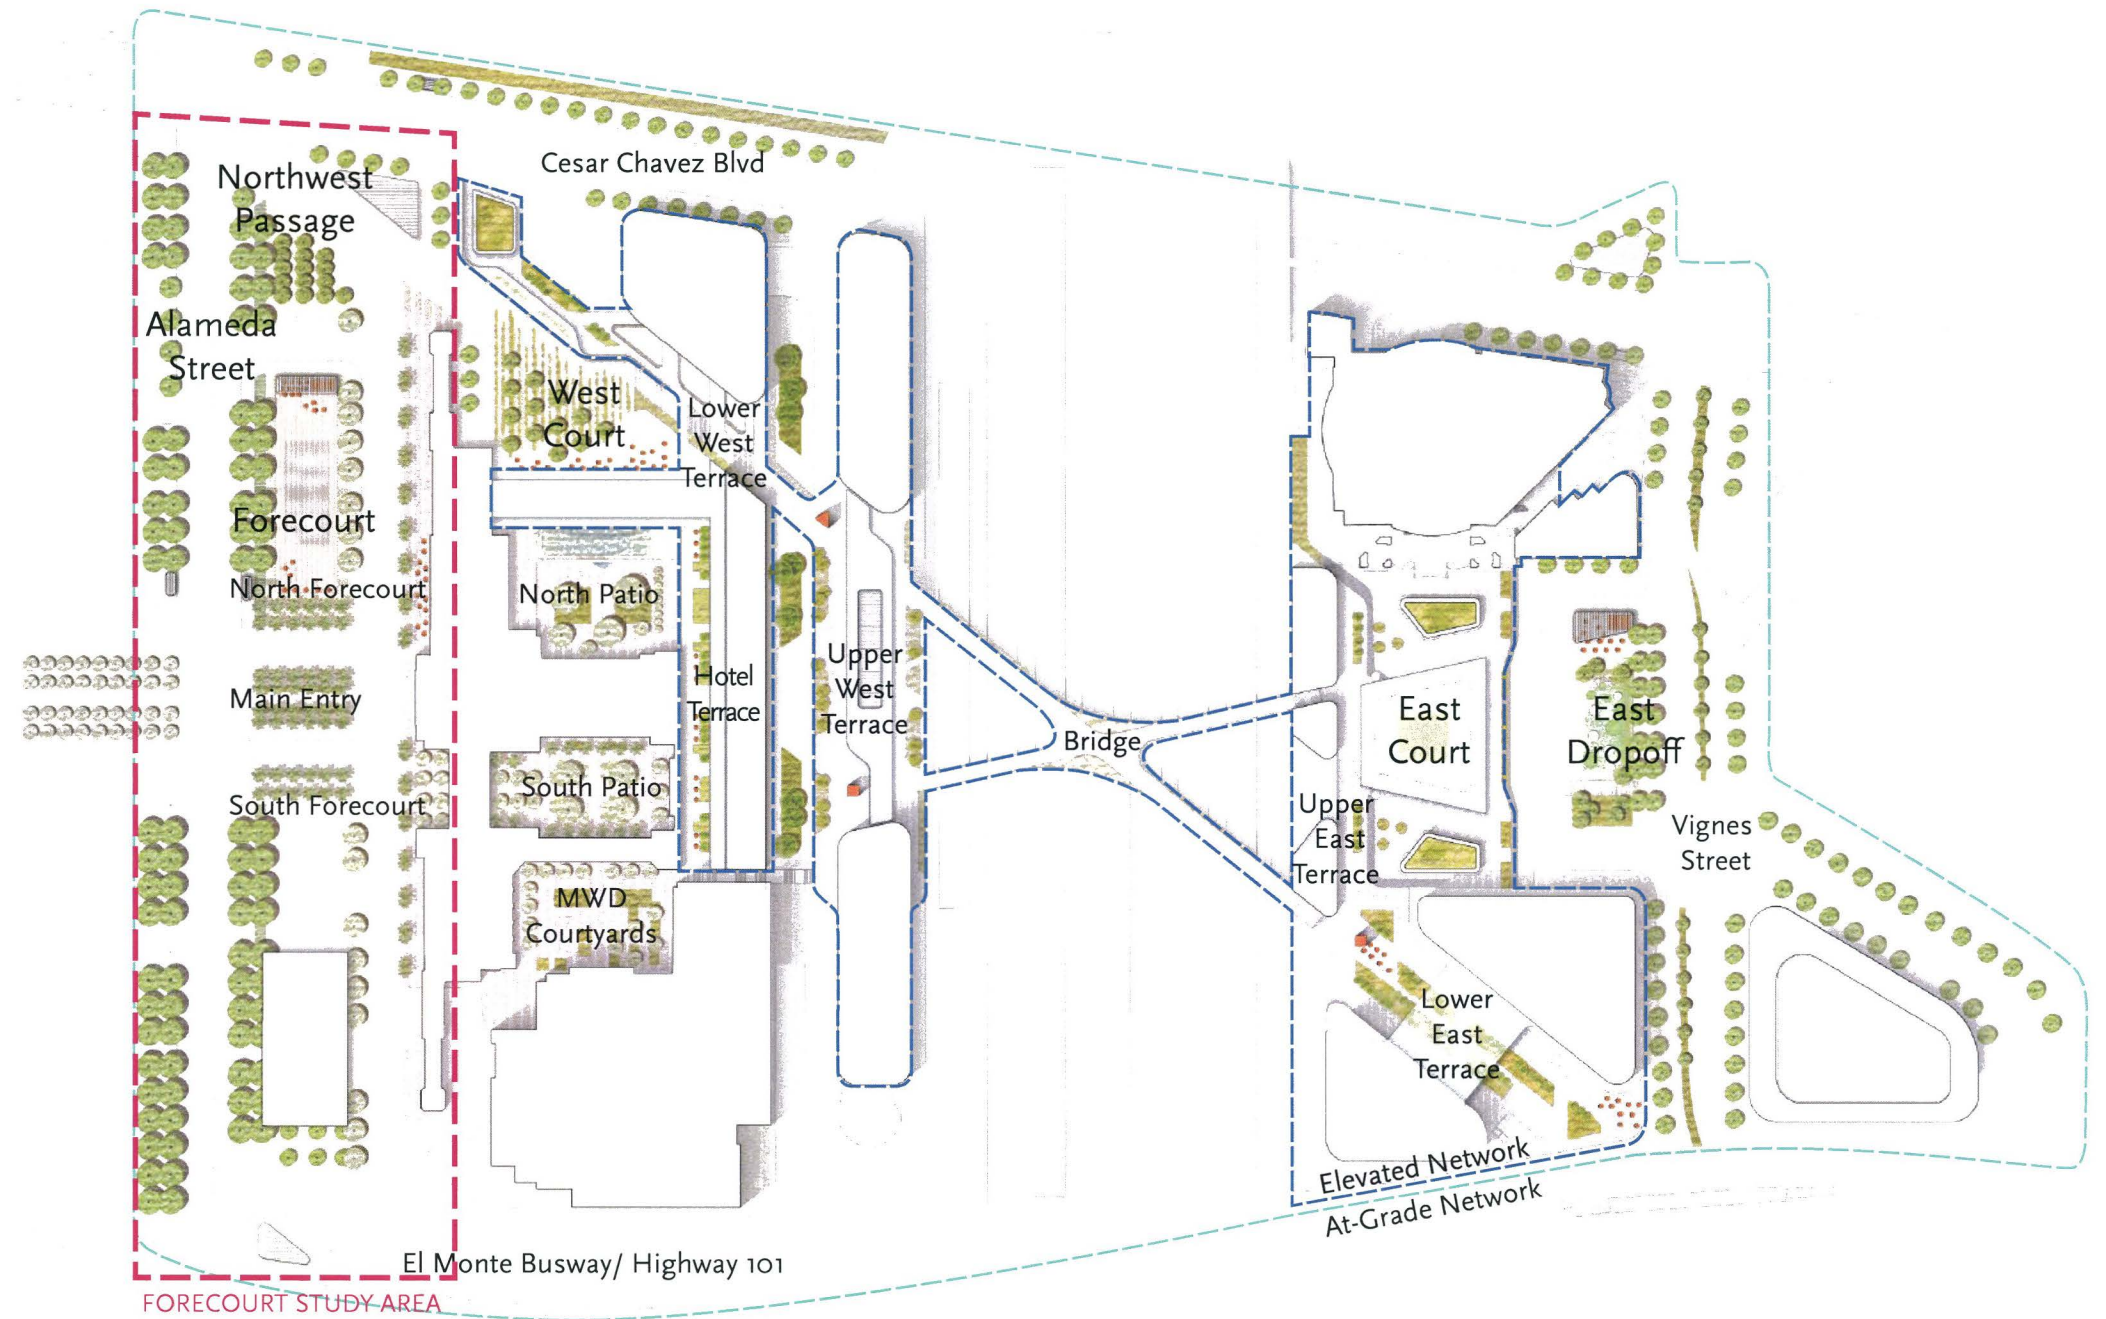 Cesar Chavez Blvd
Northwest
Passage
Alameda
Street
West
Court
Lower
West
Terrace
Forecourt
North Forecourt
North Patio
Main Entry
Hotel
Terrace
Upper
West
Terrace
Bridge
East
Court
East
Dropoff
South Forecourt
South Patio
Upper
East
Terrace
Vignes
Street
MWD
Courtyards
Lower
East
Terrace
Elevated Network
At-Grade Network
El Monte Busway/ Highway 101
FORECOURT STUDY AREA